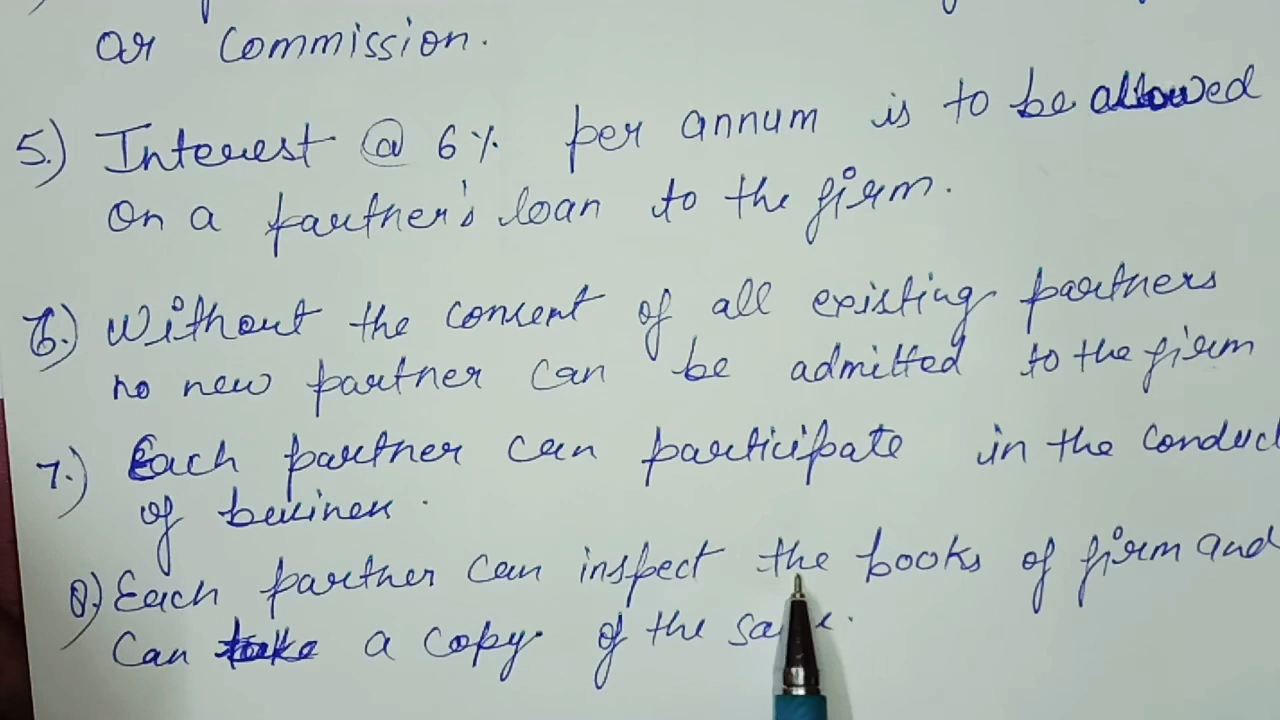 or Commission.
5.) Interest @ 6% per annum is to be allowed
On a partner's loan to the firm.
6.) Without the consent of all existing partners
no new partner can be admitted to the firm
7.) Each partner can participate in the conduct
of business.
8.) Each partner can inspect the books of firm and
Can take a copy of the same.